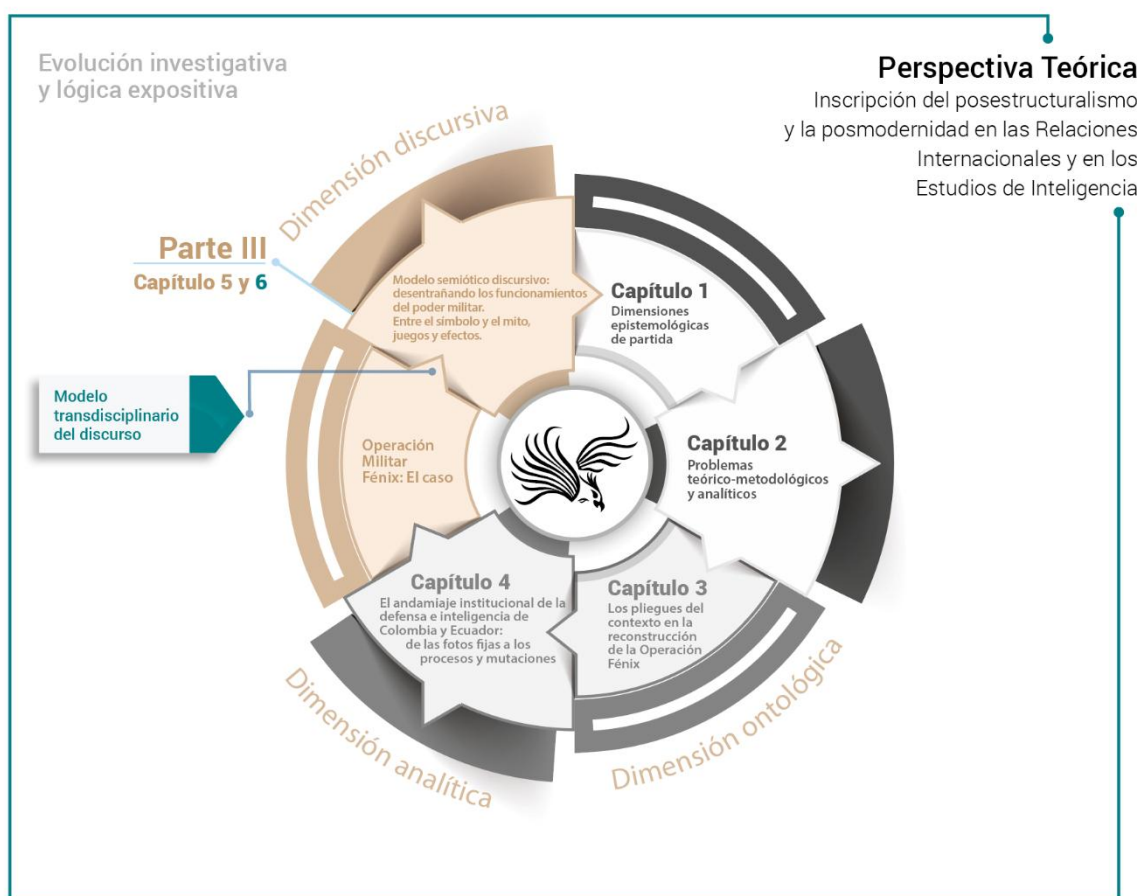 Evolución investigativa
y lógica expositiva
Perspectiva Teórica
Inscripción del posestructuralismo
y la posmodernidad en las Relaciones
Internacionales y en los
Estudios de Inteligencia
Dimensión discursiva
Parte III
Capítulo 5 y 6
Modelo semiótico discursivo:
desentrañando los funcionamientos
del poder militar.
Entre el símbolo y el mito,
juegos y efectos.
Capítulo 1
Dimensiones
epistemológicas
de partida
Modelo
transdisciplinario
del discurso
Operación
Militar
Fénix: El caso
Capítulo 2
Problemas
teórico-metodológicos
y analíticos
Capítulo 4
El andamiaje institucional de la
defensa e inteligencia de
Colombia y Ecuador:
de las fotos fijas a los
procesos y mutaciones
Capítulo 3
Los pliegues del
contexto en la
reconstrucción
de la Operación
Fénix
Dimensión analítica
Dimensión ontológica